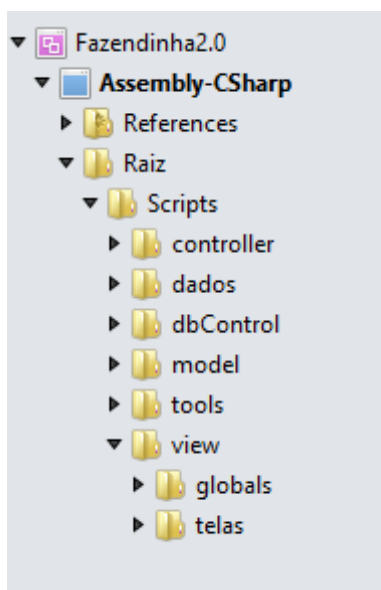 Fazendinha2.0
Assembly-CSharp
References
Raiz
Scripts
controller
dados
dbControl
model
tools
view
globals
telas